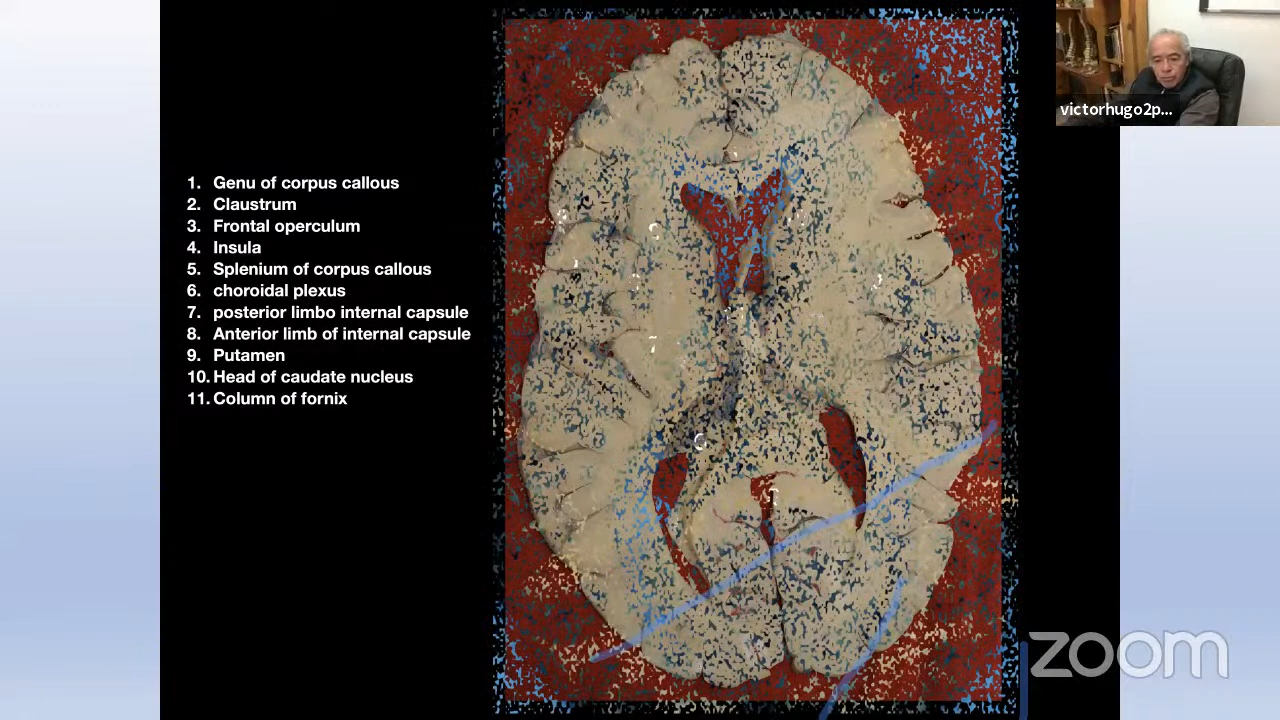 victorhugo2p...
1. Genu of corpus callous
2. Claustrum
3. Frontal operculum
4. Insula
5. Splenium of corpus callous
6. choroidal plexus
7. posterior limbo internal capsule
8. Anterior limb of internal capsule
9. Putamen
10. Head of caudate nucleus
11. Column of fornix
zoom